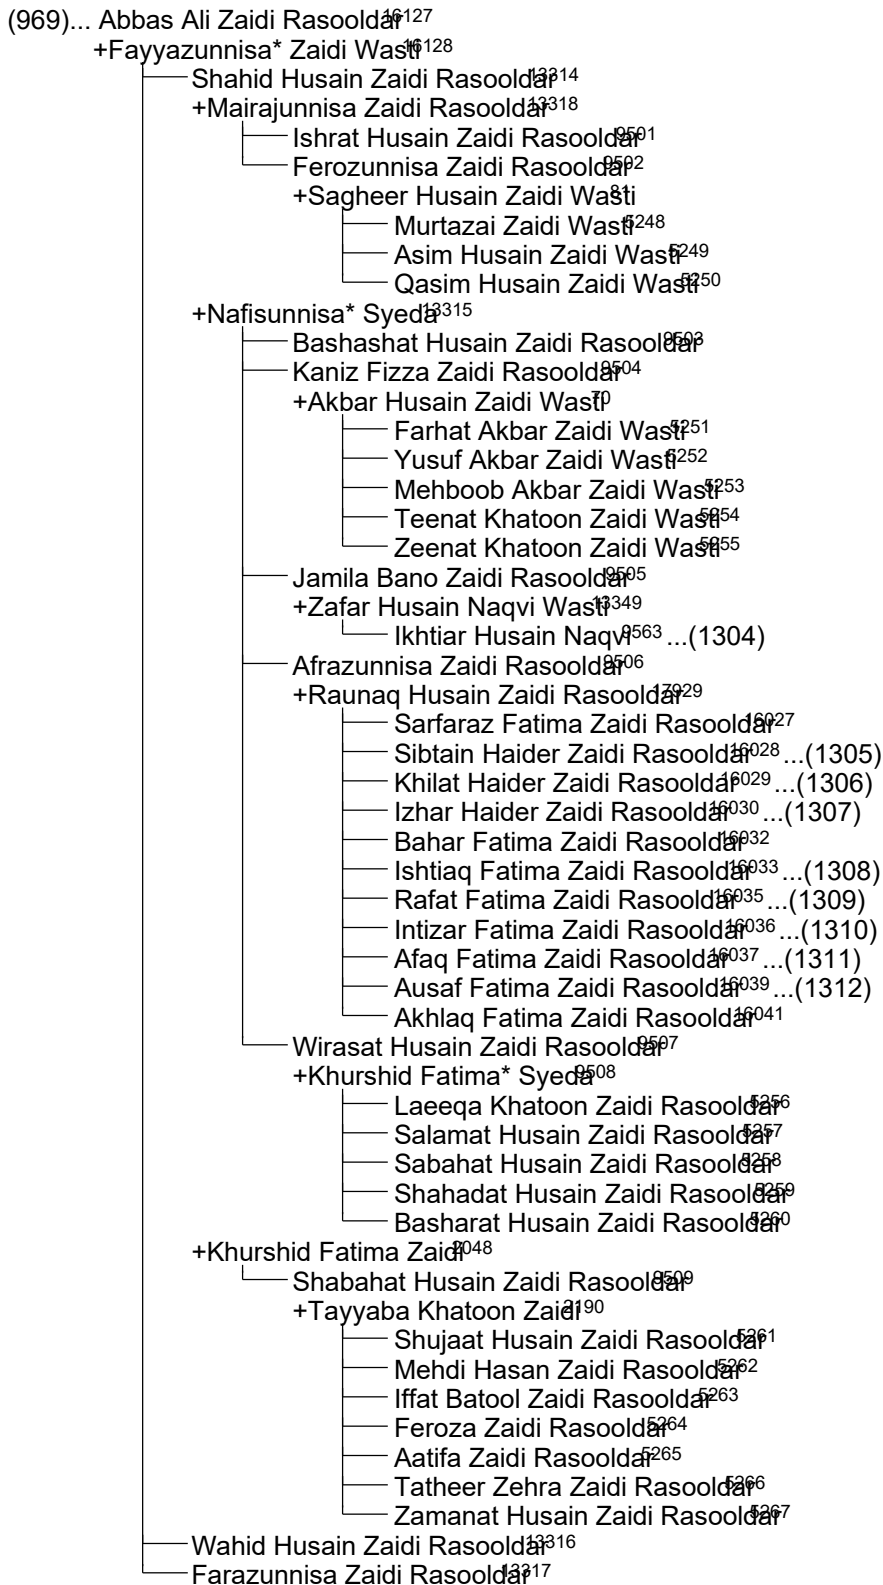 (969)... Abbas Ali Zaidi Rasooldar16127
+Fayyazunnisa* Zaidi Wasti16128
Shahid Husain Zaidi Rasooldar13314
+Mairajunnisa Zaidi Rasooldar13318
Ishrat Husain Zaidi Rasooldar9501
Ferozunnisa Zaidi Rasooldar9502
+Sagheer Husain Zaidi Wasti81
Murtazai Zaidi Wasti5248
Asim Husain Zaidi Wasti5249
Qasim Husain Zaidi Wasti5250
+Nafisunnisa* Syeda13315
Bashashat Husain Zaidi Rasooldar9503
Kaniz Fizza Zaidi Rasooldar9504
+Akbar Husain Zaidi Wasti70
Farhat Akbar Zaidi Wasti5251
Yusuf Akbar Zaidi Wasti5252
Mehboob Akbar Zaidi Wasti5253
Teenat Khatoon Zaidi Wasti5254
Zeenat Khatoon Zaidi Wasti5255
Jamila Bano Zaidi Rasooldar9505
+Zafar Husain Naqvi Wasti13349
Ikhtiar Husain Naqvi9563 ...(1304)
Afrazunnisa Zaidi Rasooldar9506
+Raunaq Husain Zaidi Rasooldar17929
Sarfaraz Fatima Zaidi Rasooldar16027
Sibtain Haider Zaidi Rasooldar16028 ...(1305)
Khilat Haider Zaidi Rasooldar16029 ...(1306)
Izhar Haider Zaidi Rasooldar16030 ...(1307)
Bahar Fatima Zaidi Rasooldar16032
Ishtiaq Fatima Zaidi Rasooldar16033 ...(1308)
Rafat Fatima Zaidi Rasooldar16035 ...(1309)
Intizar Fatima Zaidi Rasooldar16036 ...(1310)
Afaq Fatima Zaidi Rasooldar16037 ...(1311)
Ausaf Fatima Zaidi Rasooldar16039 ...(1312)
Akhlaq Fatima Zaidi Rasooldar16041
Wirasat Husain Zaidi Rasooldar9507
+Khurshid Fatima* Syeda9508
Laeeqa Khatoon Zaidi Rasooldar5256
Salamat Husain Zaidi Rasooldar5257
Sabahat Husain Zaidi Rasooldar5258
Shahadat Husain Zaidi Rasooldar5259
Basharat Husain Zaidi Rasooldar5260
+Khurshid Fatima Zaidi2048
Shabahat Husain Zaidi Rasooldar9509
+Tayyaba Khatoon Zaidi2190
Shujaat Husain Zaidi Rasooldar5261
Mehdi Hasan Zaidi Rasooldar5262
Iffat Batool Zaidi Rasooldar5263
Feroza Zaidi Rasooldar5264
Aatifa Zaidi Rasooldar5265
Tatheer Zehra Zaidi Rasooldar5266
Zamanat Husain Zaidi Rasooldar5267
Wahid Husain Zaidi Rasooldar13316
Farazunnisa Zaidi Rasooldar13317